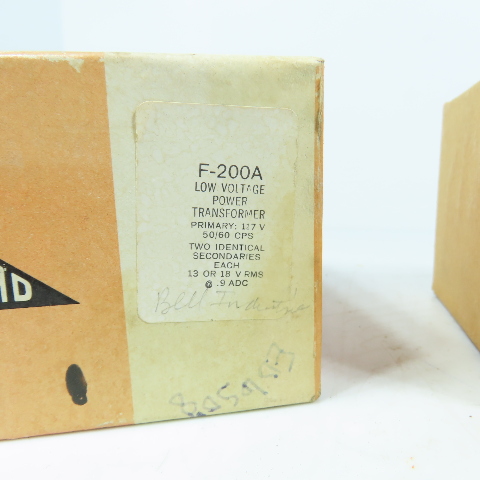 F-200A
LOW VOLTAGE
POWER
TRANSFORMER
PRIMARY: 117 V
50/60 CPS
TWO IDENTICAL
SECONDARIES
EACH
13 OR 18 V RMS
@ .9 ADC
Bell